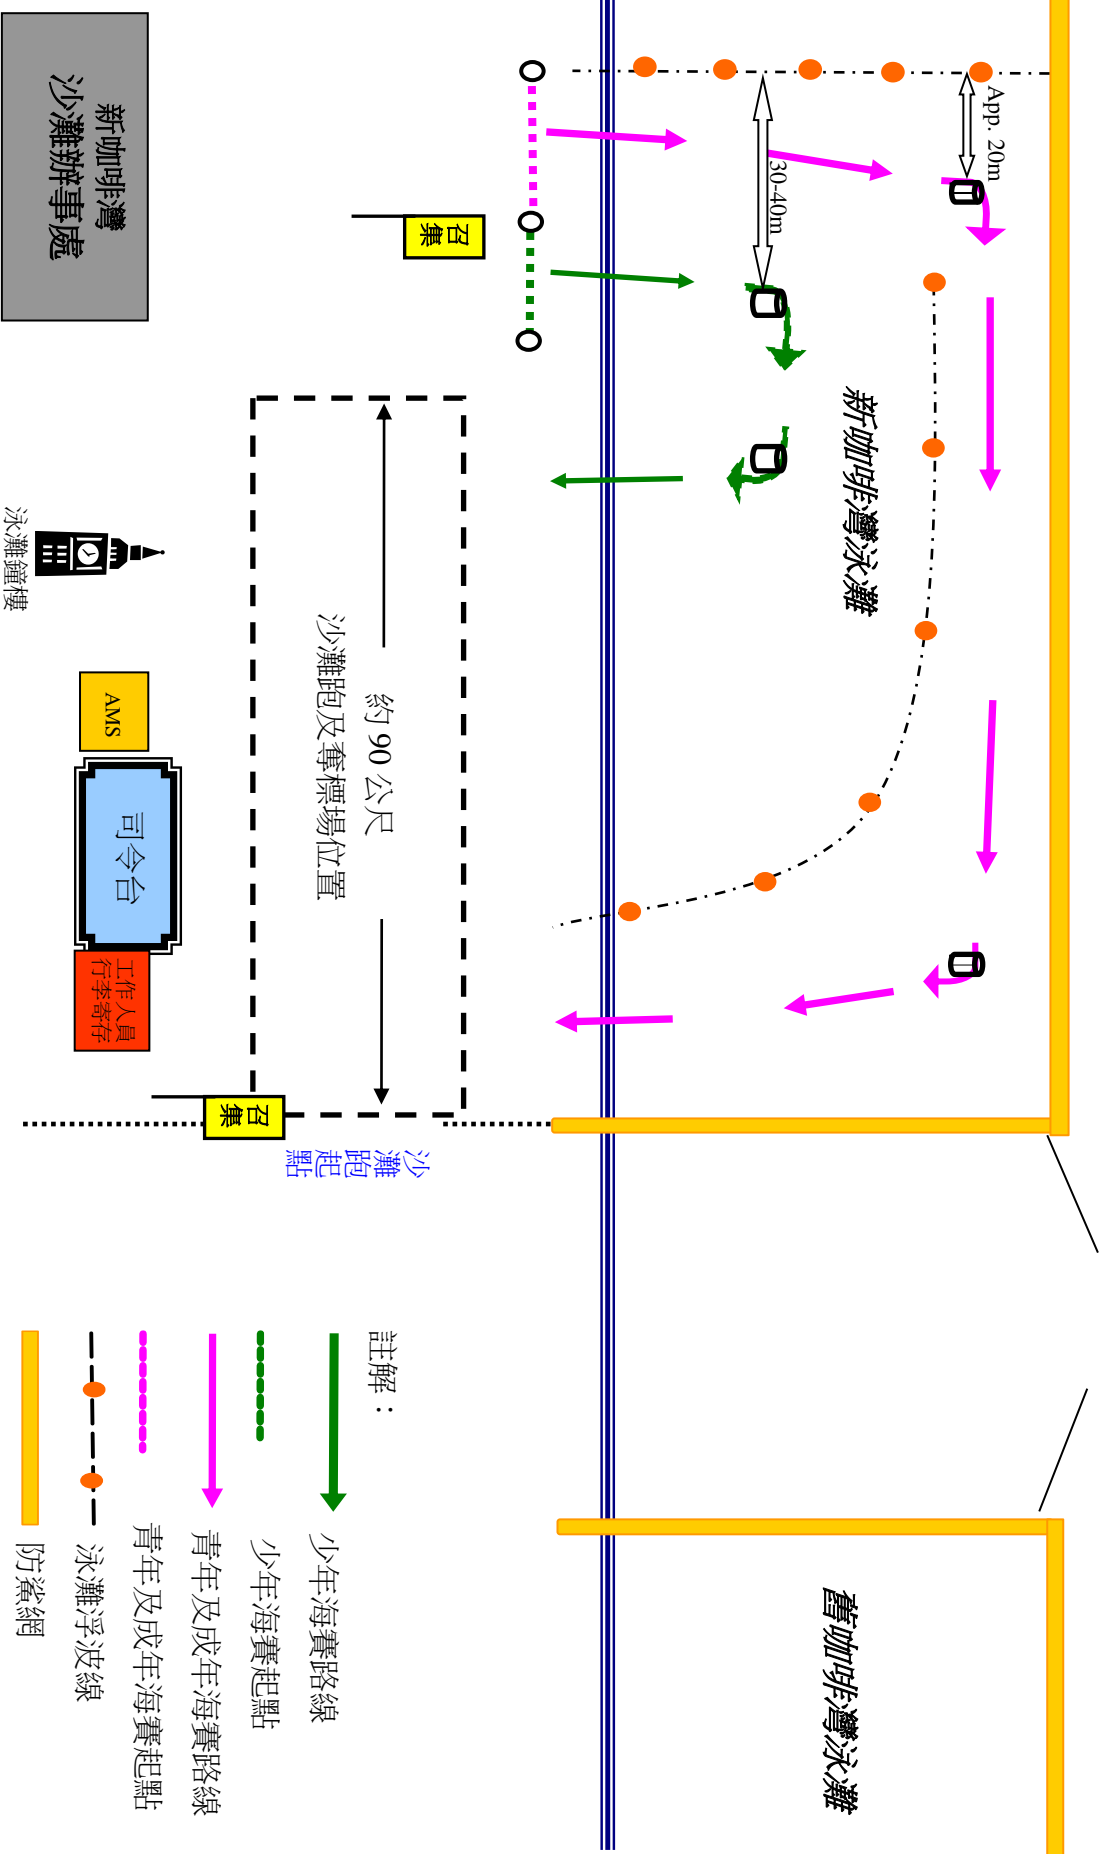 App. 20m
30-40m
新咖啡灣泳灘
舊咖啡灣泳灘
召集
約 90 公尺
沙灘跑及奪標場位置
新咖啡灣
沙灘辦事處
泳灘鐘樓
AMS
司令台
工作人員
行李寄存
召集
沙灘跑起點
註解：
少年海賽路線
少年海賽起點
青年及成年海賽路線
青年及成年海賽起點
泳灘浮波線
防鯊網